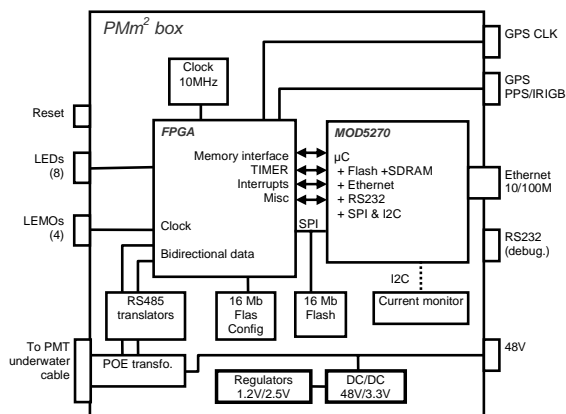 PMm² box
GPS CLK
Clock
10MHz
GPS
PPS/IRIGB
Reset
FPGA
MOD5270
LEDs
(8)
Memory interface
TIMER
Interrupts
Misc
µC
+ Flash +SDRAM
+ Ethernet
+ RS232
+ SPI & I2C
Ethernet
10/100M
LEMOs
(4)
Clock
SPI
Bidirectional data
RS232
(debug.)
I2C
RS485
translators
16 Mb
Flas
Config
16 Mb
Flash
Current monitor
To PMT
underwater
cable
POE transfo.
48V
Regulators
1.2V/2.5V
DC/DC
48V/3.3V